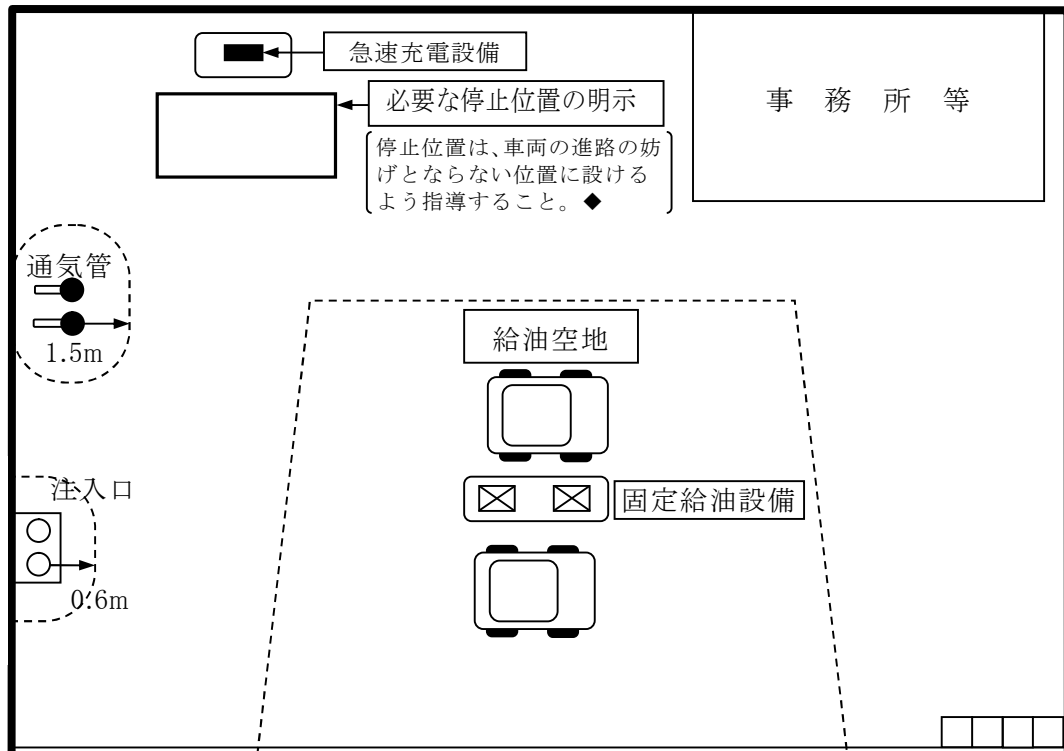 急速充電設備
必要な停止位置の明示
停止位置は、車両の進路の妨
げとならない位置に設ける
よう指導すること。◆
事務所等
通気管
1.5m
給油空地
注入口
固定給油設備
0.6m